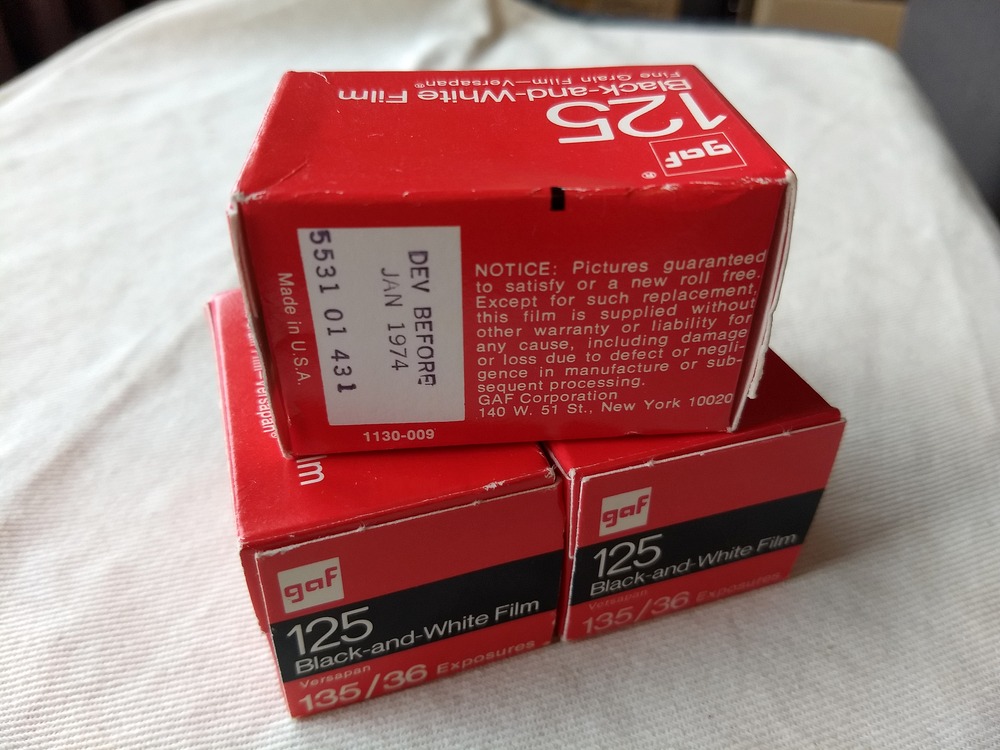 gaf®
125
Black-and-White Film
Fine Grain Film—Versapan®
5531 01 431
DEV BEFORE
JAN 1974
Made in U.S.A.
1130-009
NOTICE: Pictures guaranteed
to satisfy or a new roll free.
Except for such replacement,
this film is supplied without
other warranty or liability for
any cause, including damage
or loss due to defect or negli-
gence in manufacture or sub-
sequent processing.
GAF Corporation
140 W. 51 St., New York 10020
Film—Versapan®
lm
gaf
125
Black-and-White Film
Versapan
135/36 Exposures
gaf
125
Black-and-White Film
Versapan
135/36 Exposures